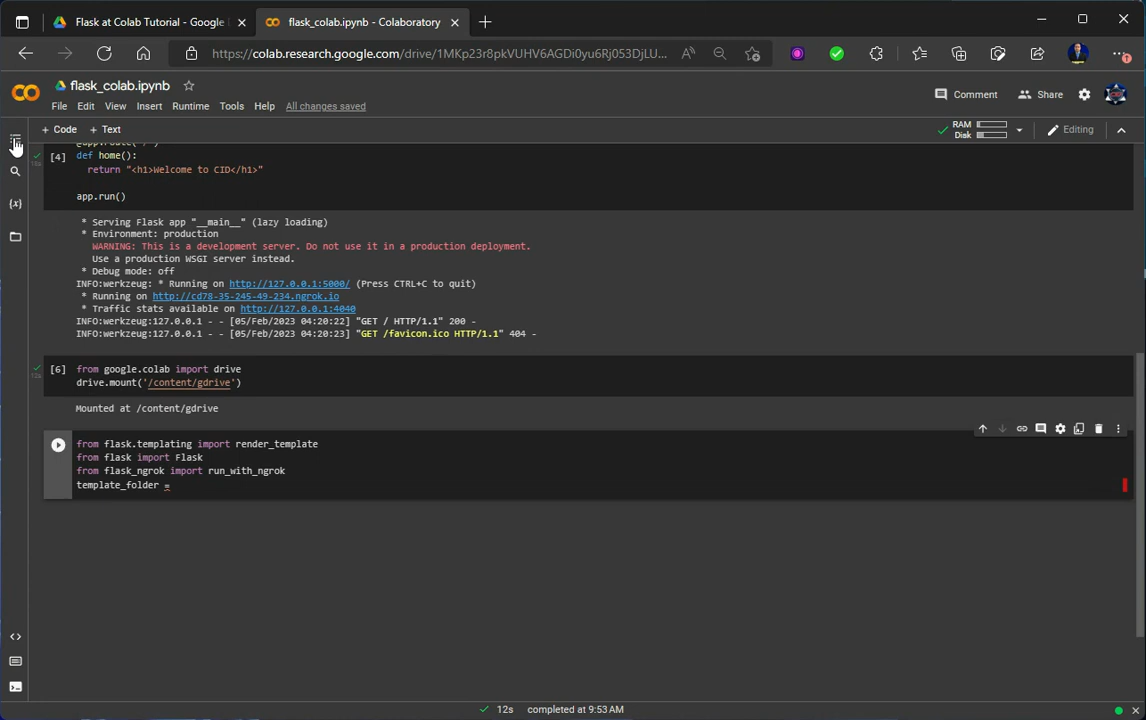 Flask at Colab Tutorial - Google
flask_colab.ipynb - Colaboratory
https://colab.research.google.com/drive/1MKp23r8pkVUHV6AGDi0yu6Rj053DjLU...
flask_colab.ipynb
File Edit View Insert Runtime Tools Help All changes saved
Comment Share
+ Code + Text
RAM
Disk
Editing
@app.route('/')
[4] def home():
return "<h1>Welcome to CID</h1>"
app.run()
* Serving Flask app "__main__" (lazy loading)
* Environment: production
WARNING: This is a development server. Do not use it in a production deployment.
Use a production WSGI server instead.
* Debug mode: off
INFO:werkzeug: * Running on http://127.0.0.1:5000/ (Press CTRL+C to quit)
* Running on http://cd78-35-245-49-234.ngrok.io
* Traffic stats available on http://127.0.0.1:4040
INFO:werkzeug:127.0.0.1 - - [05/Feb/2023 04:20:22] "GET / HTTP/1.1" 200 -
INFO:werkzeug:127.0.0.1 - - [05/Feb/2023 04:20:23] "GET /favicon.ico HTTP/1.1" 404 -
[6] from google.colab import drive
12s
drive.mount('/content/gdrive')
Mounted at /content/gdrive
from flask.templating import render_template
from flask import Flask
from flask_ngrok import run_with_ngrok
template_folder =
12s completed at 9:53 AM